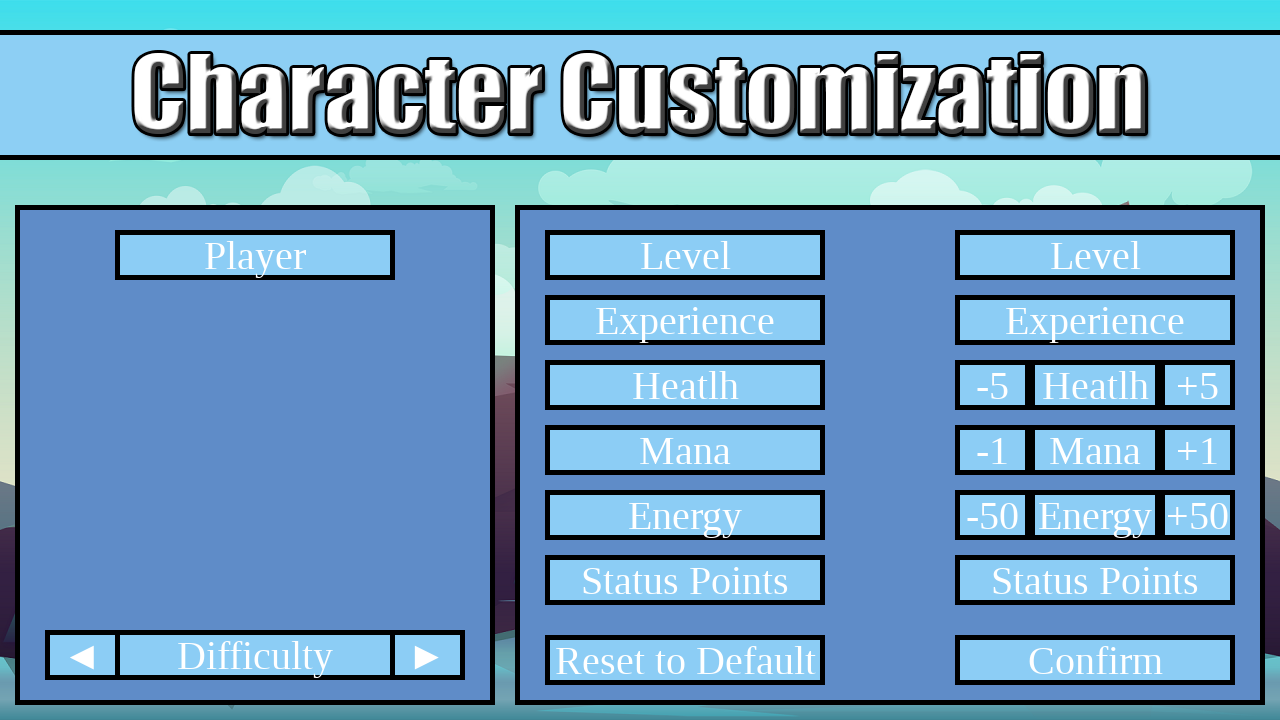 Character Customization
Player
◄ Difficulty ►
Level
Experience
Heatlh
Mana
Energy
Status Points
Reset to Default
Level
Experience
-5 Heatlh +5
-1 Mana +1
-50 Energy +50
Status Points
Confirm